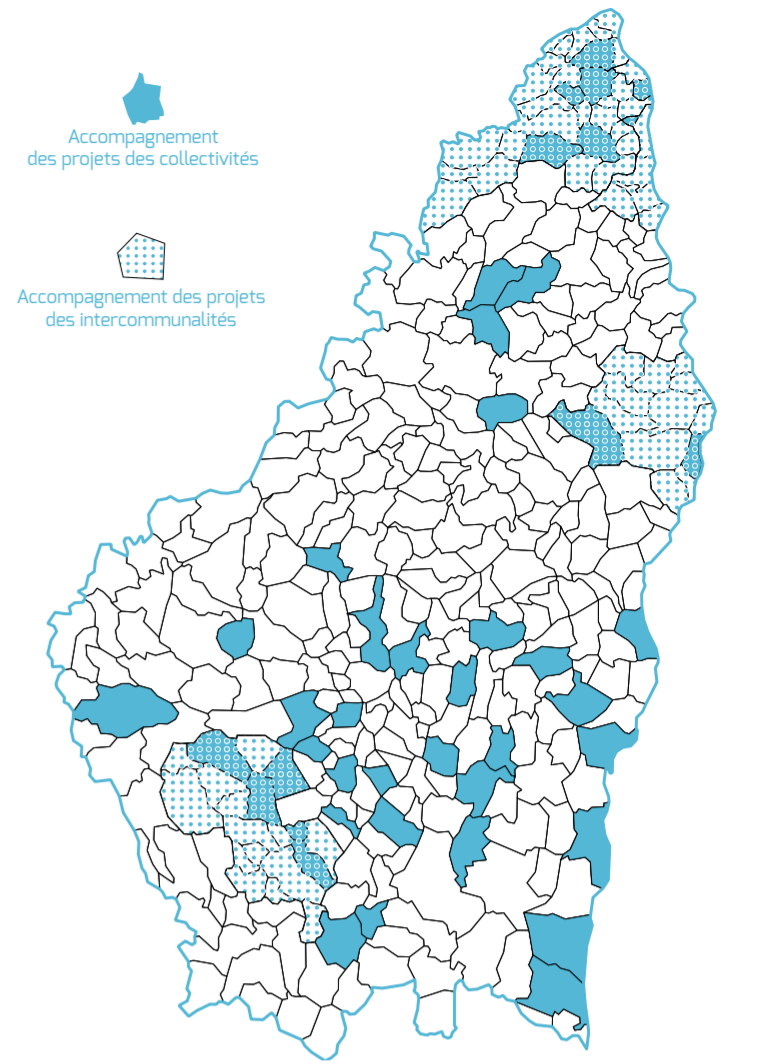 Accompagnement
des projets des collectivités
Accompagnement des projets
des intercommunalités